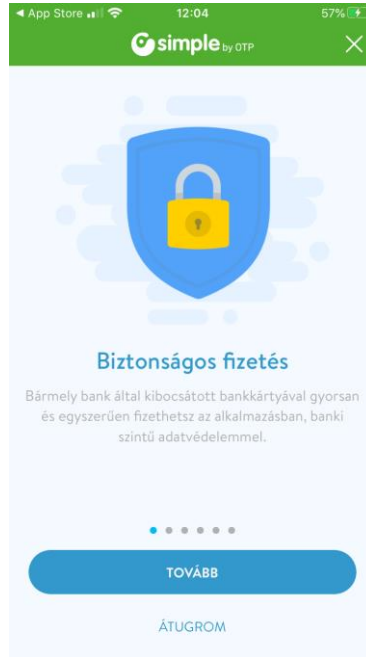 App Store 12:04 57%
simple by OTP
Biztonságos fizetés
Bármely bank által kibocsátott bankkártyával gyorsan
és egyszerűen fizethetsz az alkalmazásban, banki
szintű adatvédelemmel.
TOVÁBB
ÁTUGROM